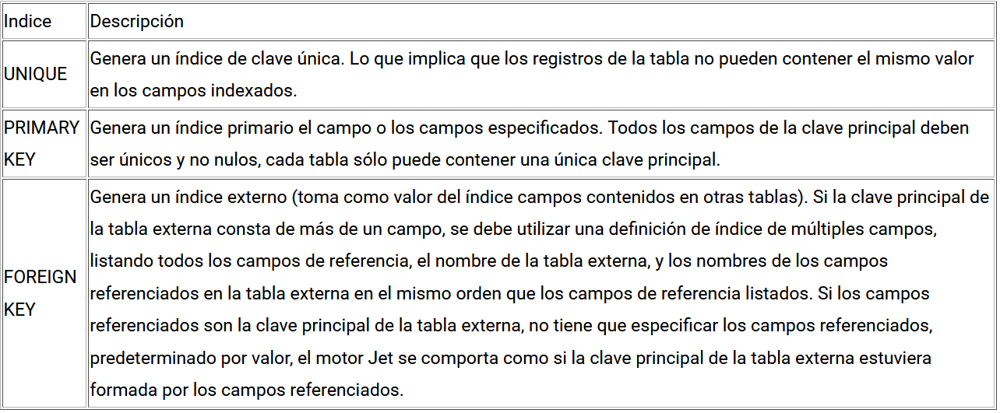 Indice
Descripción
UNIQUE
Genera un índice de clave única. Lo que implica que los registros de la tabla no pueden contener el mismo valor
en los campos indexados.
PRIMARY
KEY
Genera un índice primario el campo o los campos especificados. Todos los campos de la clave principal deben
ser únicos y no nulos, cada tabla sólo puede contener una única clave principal.
FOREIGN
KEY
Genera un índice externo (toma como valor del índice campos contenidos en otras tablas). Si la clave principal de
la tabla externa consta de más de un campo, se debe utilizar una definición de índice de múltiples campos,
listando todos los campos de referencia, el nombre de la tabla externa, y los nombres de los campos
referenciados en la tabla externa en el mismo orden que los campos de referencia listados. Si los campos
referenciados son la clave principal de la tabla externa, no tiene que especificar los campos referenciados,
predeterminado por valor, el motor Jet se comporta como si la clave principal de la tabla externa estuviera
formada por los campos referenciados.